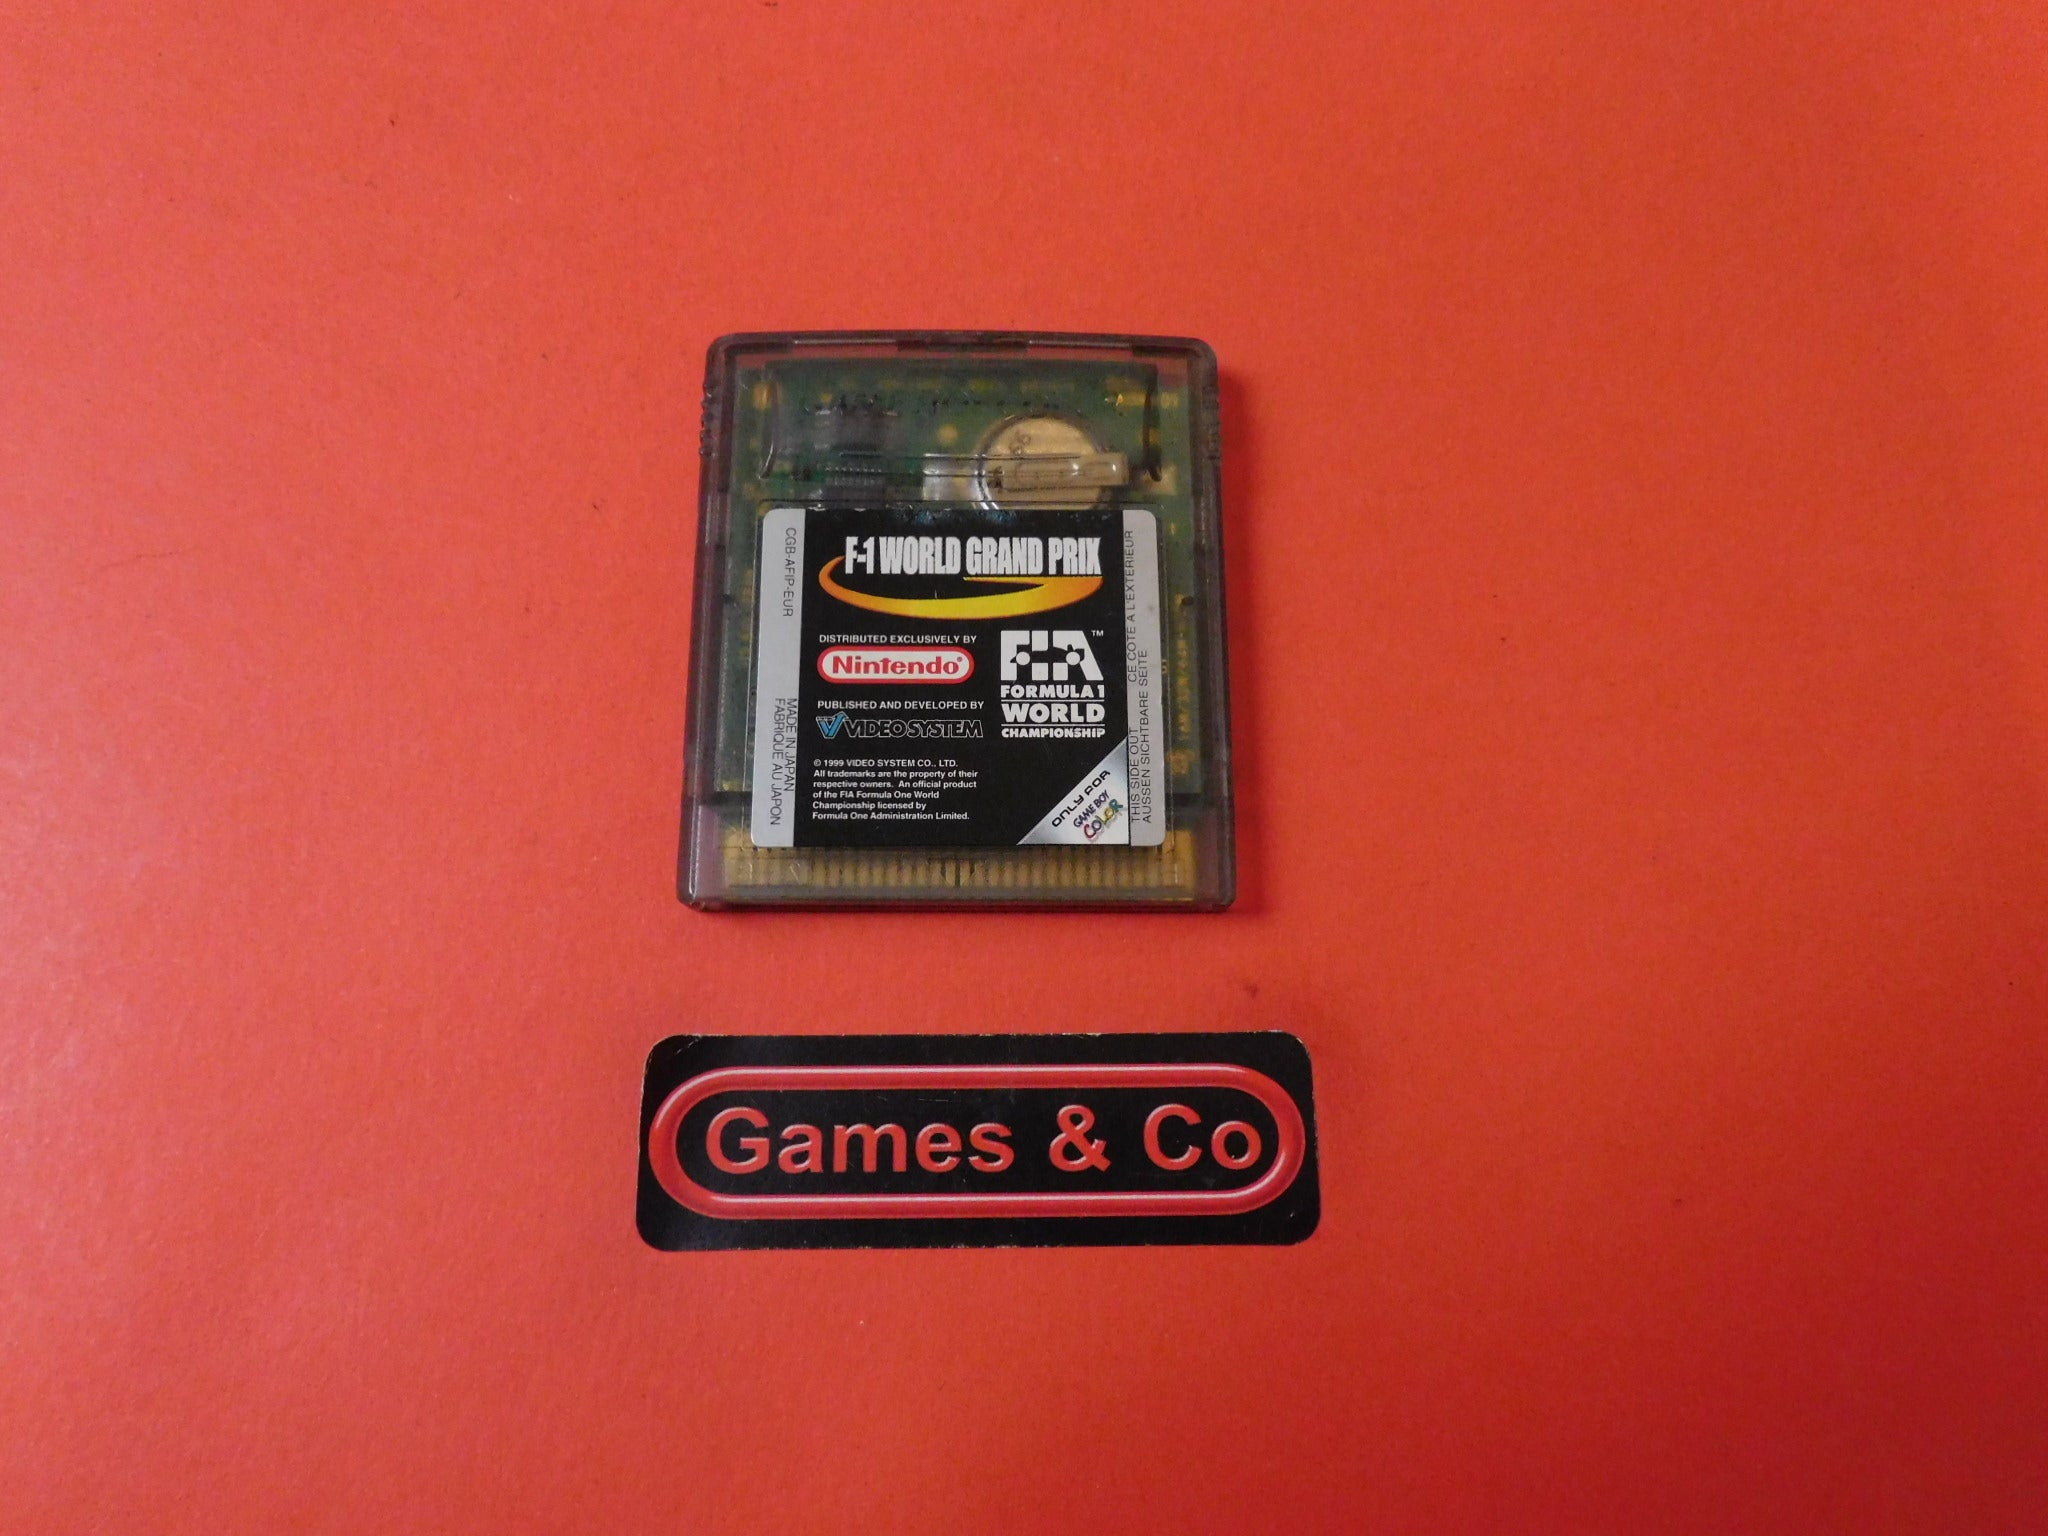 F-1 WORLD GRAND PRIX
CGB-AFIP-EUR
MADE IN JAPAN
FABRIQUE AU JAPON
DISTRIBUTED EXCLUSIVELY BY
Nintendo®
PUBLISHED AND DEVELOPED BY
VIDEO SYSTEM
© 1999 VIDEO SYSTEM CO., LTD.
All trademarks are the property of their
respective owners. An official product
of the FIA Formula One World
Championship licensed by
Formula One Administration Limited.
FIA™
FORMULA 1
WORLD
CHAMPIONSHIP
ONLY FOR
GAME BOY
COLOR
THIS SIDE OUT CE COTE A L'EXTERIEUR
AUSSEN SICHTBARE SEITE
Games & Co